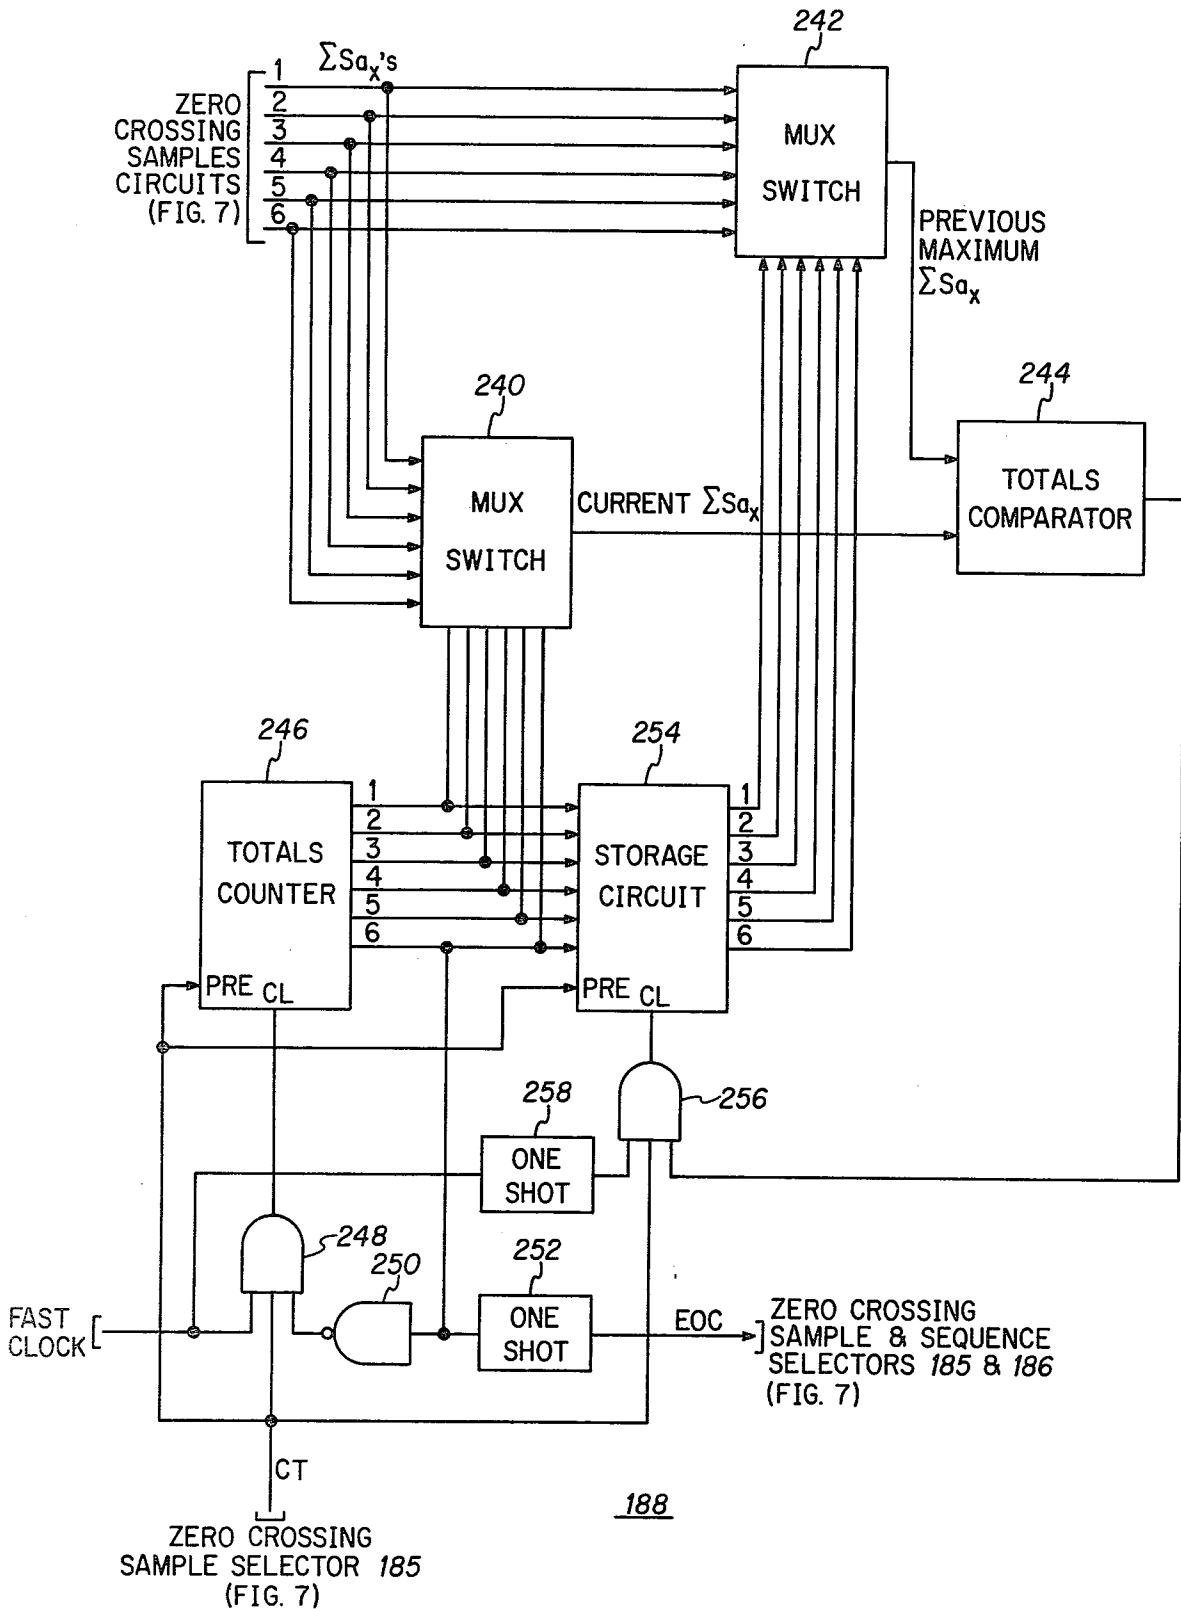 242
ΣSaₓ's
1
2
3
4
5
6
ZERO
CROSSING
SAMPLES
CIRCUITS
(FIG. 7)
MUX
SWITCH
PREVIOUS
MAXIMUM
ΣSaₓ
240
244
MUX
SWITCH
CURRENT ΣSaₓ
TOTALS
COMPARATOR
246
254
TOTALS
COUNTER
1
2
3
4
5
6
PRE CL
STORAGE
CIRCUIT
1
2
3
4
5
6
PRE CL
258
256
ONE
SHOT
248
250
252
FAST
CLOCK
ONE
SHOT
EOC
ZERO CROSSING
SAMPLE & SEQUENCE
SELECTORS 185 & 186
(FIG. 7)
CT
188
ZERO CROSSING
SAMPLE SELECTOR 185
(FIG. 7)